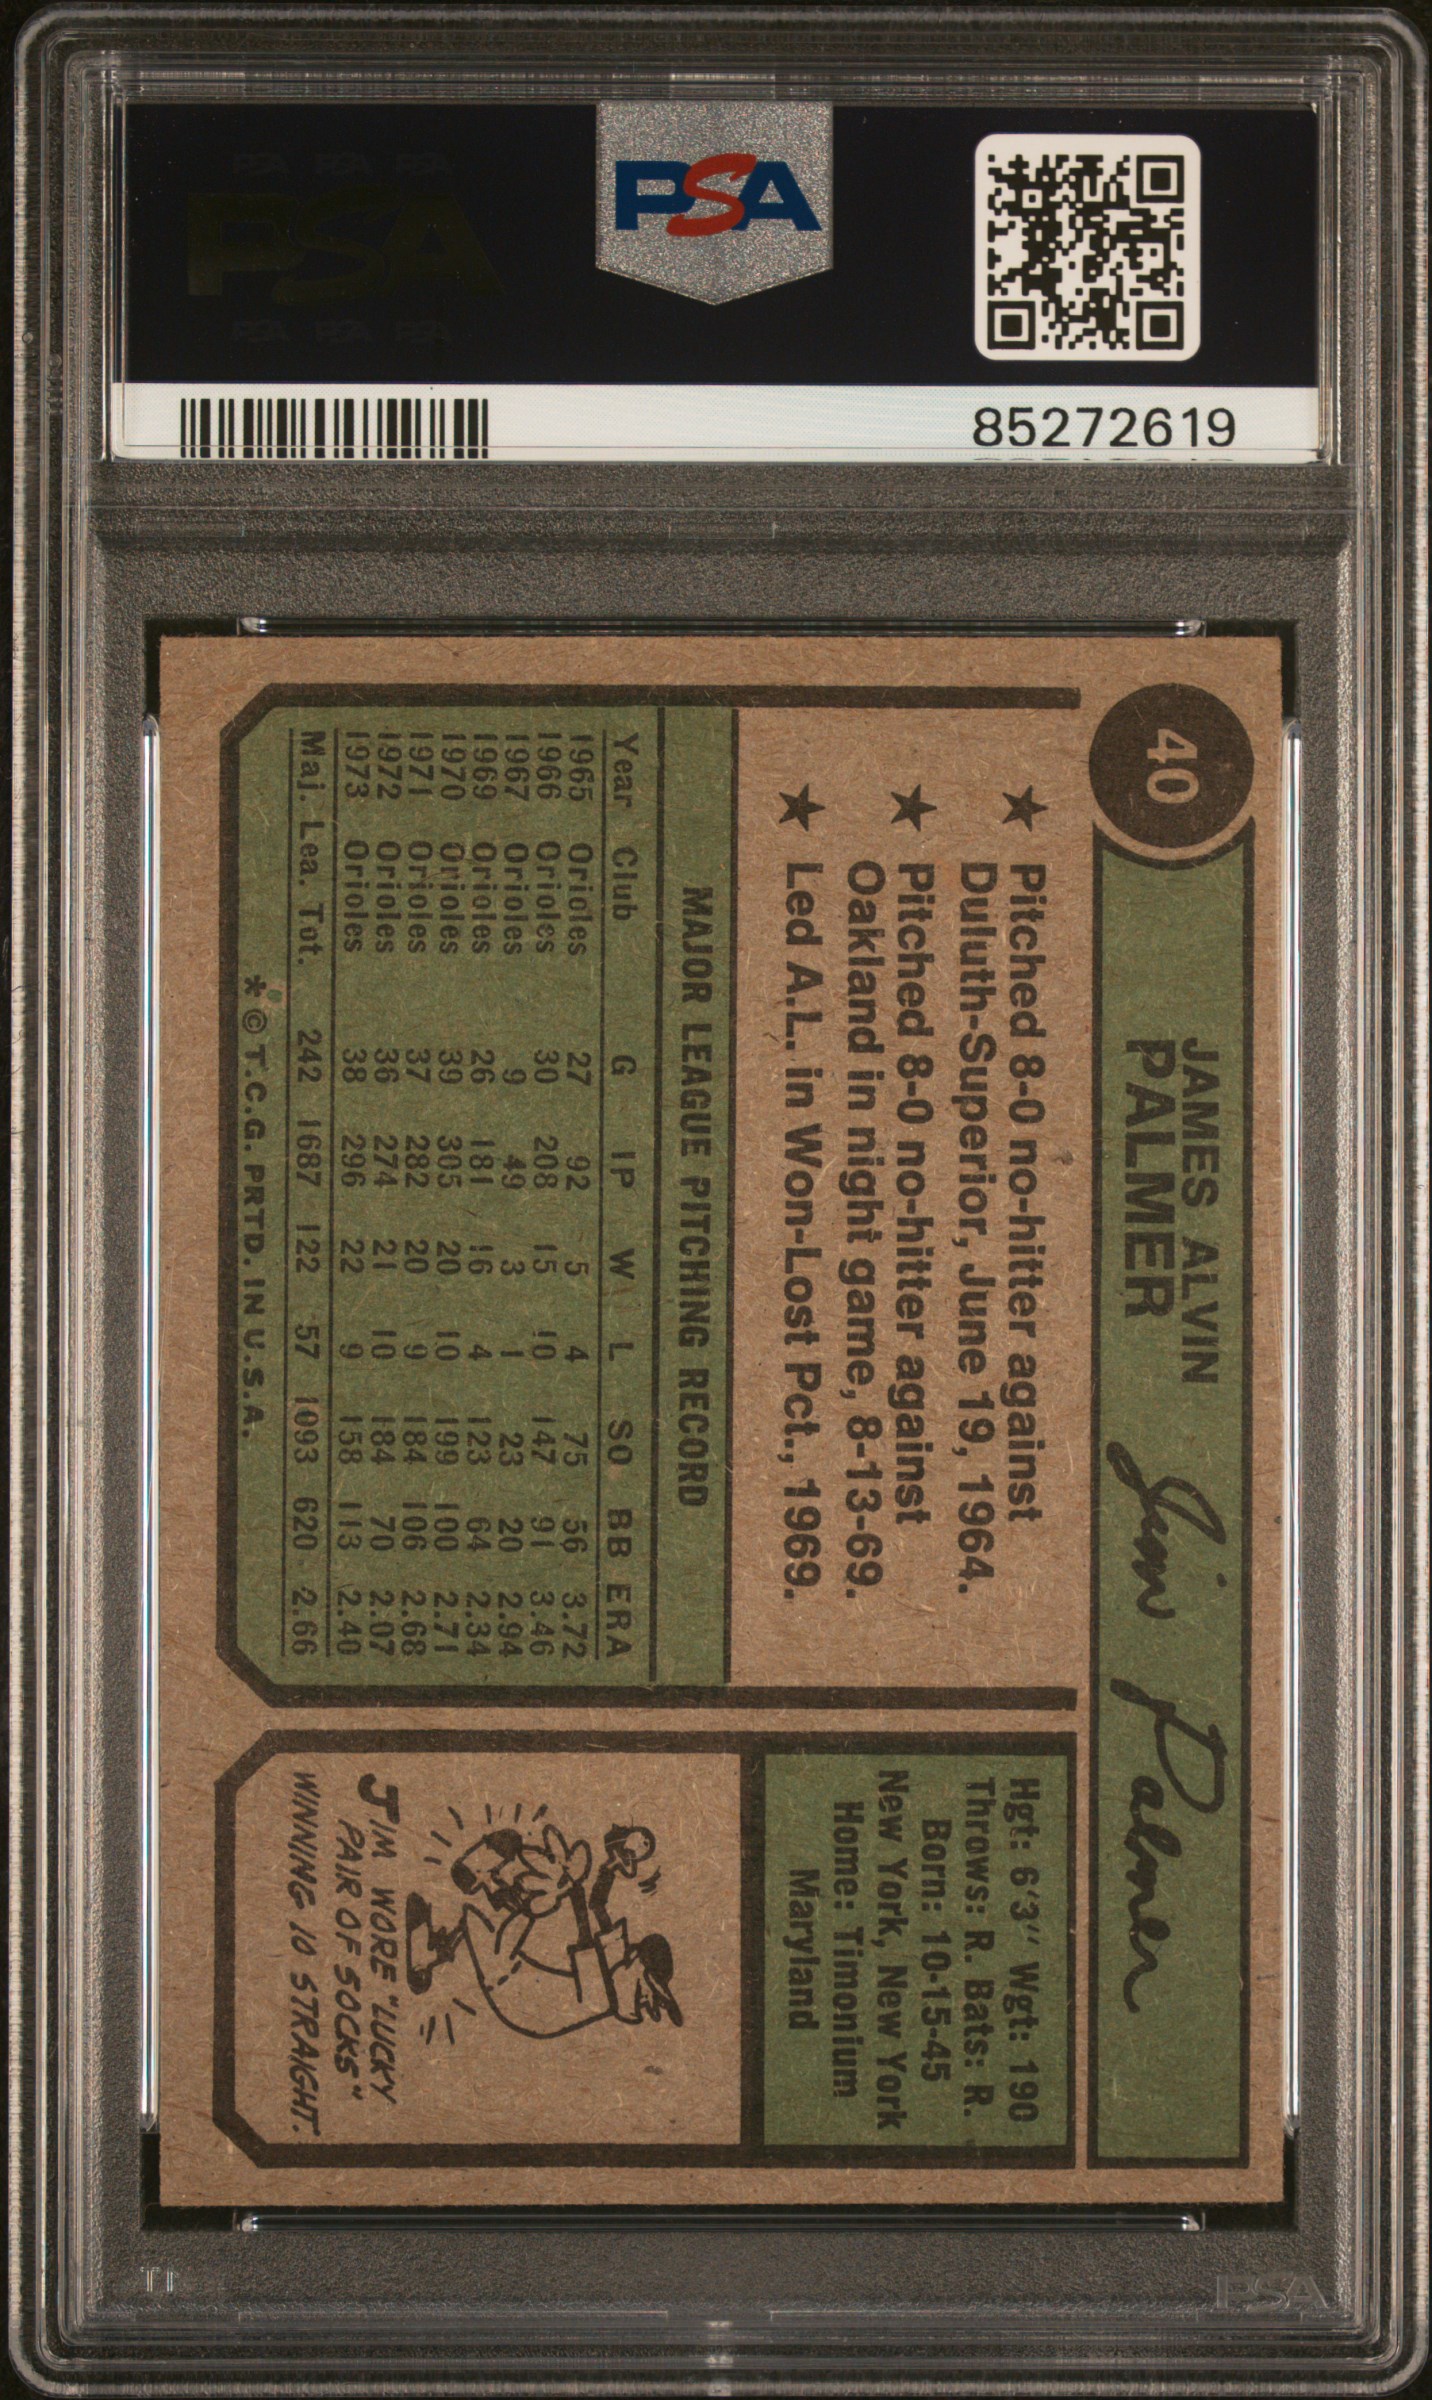 PSA
PSA PSA PSA
PSA
PSA PSA PSA
85272619
40
JAMES ALVIN
PALMER
Jim Palmer
★ Pitched 8-0 no-hitter against
Duluth-Superior, June 19, 1964.
★ Pitched 8-0 no-hitter against
Oakland in night game, 8-13-69.
★ Led A.L. in Won-Lost Pct., 1969.
MAJOR LEAGUE PITCHING RECORD
Year Club G IP W L SO BB ERA
1965 Orioles 27 92 5 4 75 56 3.72
1966 Orioles 30 208 15 10 147 91 3.46
1967 Orioles 9 49 3 1 23 20 2.94
1969 Orioles 26 181 16 4 123 64 2.34
1970 Orioles 39 305 20 10 199 100 2.71
1971 Orioles 37 282 20 9 184 106 2.68
1972 Orioles 36 274 21 10 184 70 2.07
1973 Orioles 38 296 22 9 158 113 2.40
Maj. Lea. Tot. 242 1687 122 57 1093 620 2.66
* © T.C.G. PRTD. IN U.S.A.
Hgt: 6'3" Wgt: 190
Throws: R. Bats: R.
Born: 10-15-45
New York, New York
Home: Timonium
Maryland
JIM WORE "LUCKY
PAIR OF SOCKS"
WINNING 10 STRAIGHT.
PSA